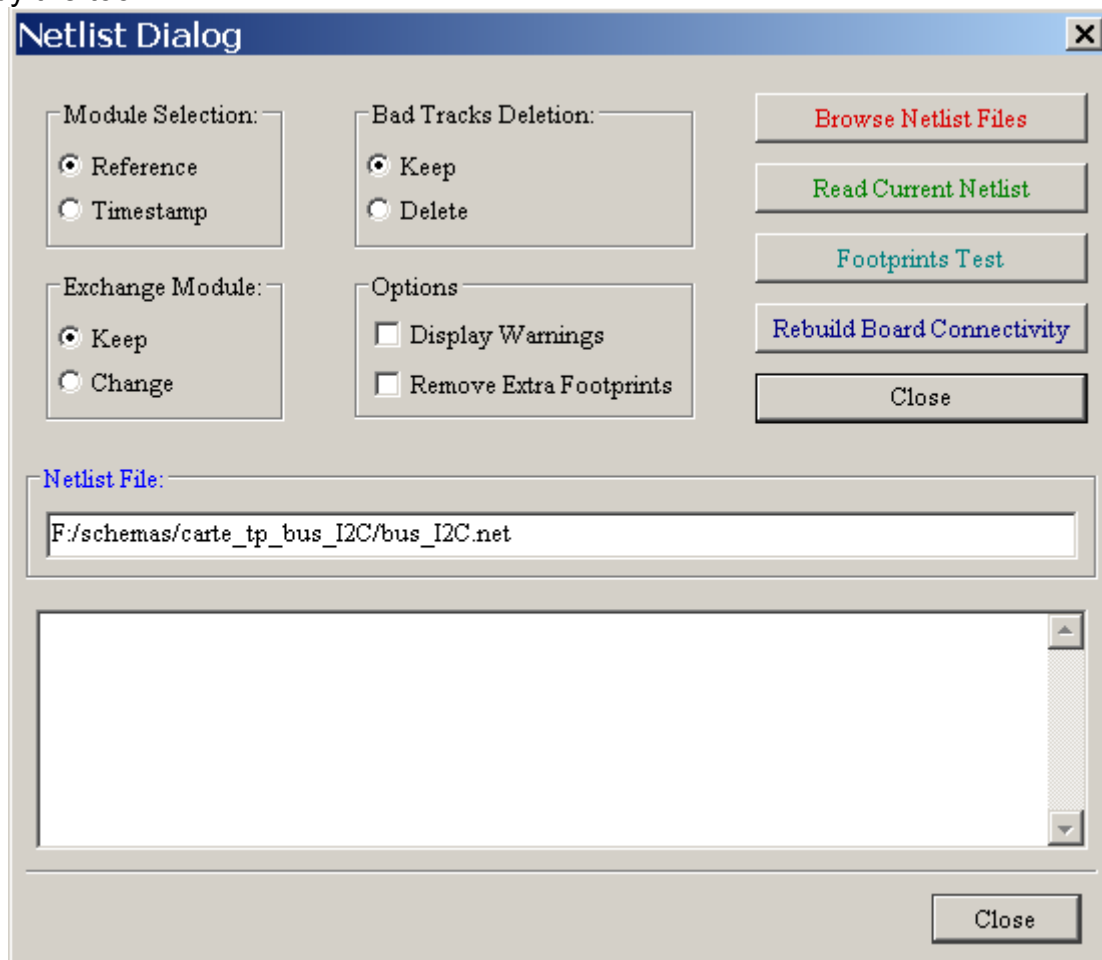 Netlist Dialog
Module Selection:
Reference
Timestamp
Bad Tracks Deletion:
Keep
Delete
Exchange Module:
Keep
Change
Options
Display Warnings
Remove Extra Footprints
Browse Netlist Files
Read Current Netlist
Footprints Test
Rebuild Board Connectivity
Close
Netlist File:
F:/schemas/carte_tp_bus_I2C/bus_I2C.net
Close